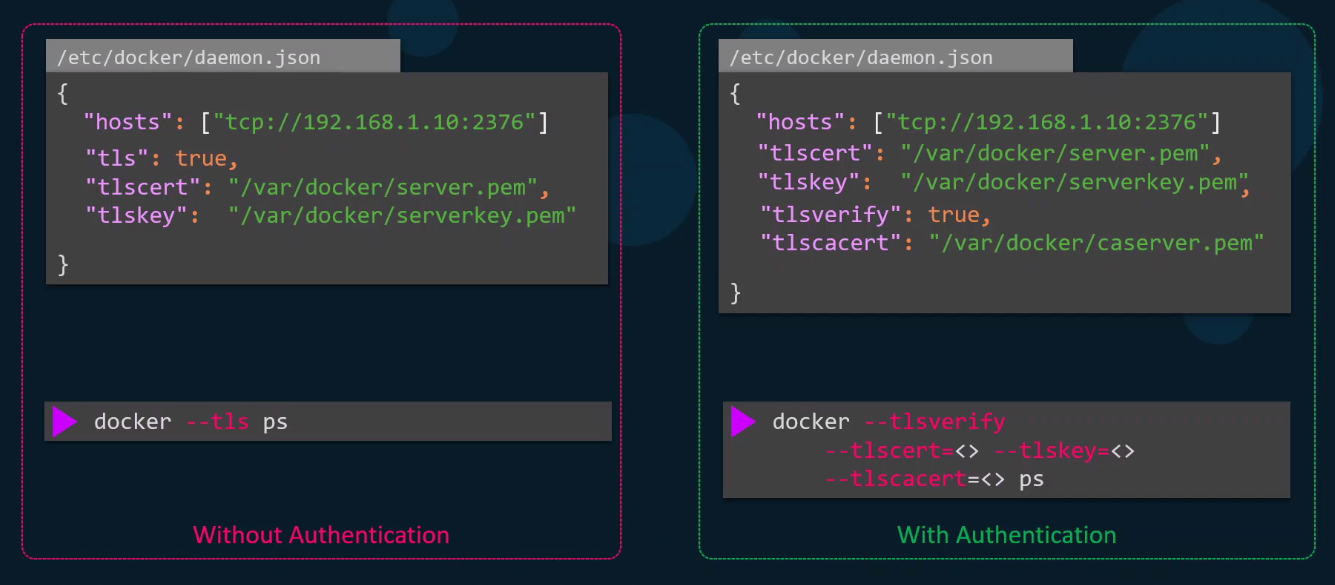 /etc/docker/daemon.json
{
"hosts": ["tcp://192.168.1.10:2376"]
"tls": true,
"tlscert": "/var/docker/server.pem",
"tlskey": "/var/docker/serverkey.pem"
}
docker --tls ps
Without Authentication
/etc/docker/daemon.json
{
"hosts": ["tcp://192.168.1.10:2376"]
"tlscert": "/var/docker/server.pem",
"tlskey": "/var/docker/serverkey.pem",
"tlsverify": true,
"tlscacert": "/var/docker/caserver.pem"
}
docker --tlsverify
--tlscert=<> --tlskey=<>
--tlscacert=<> ps
With Authentication